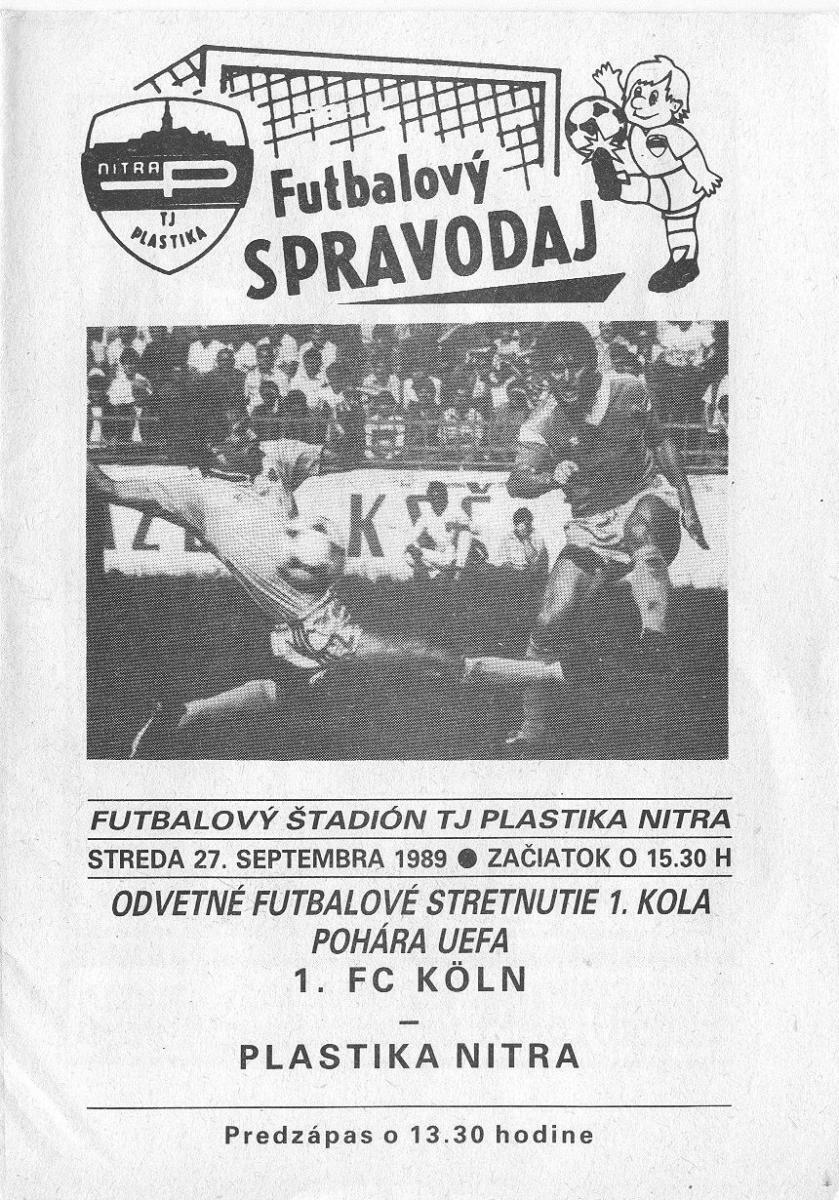 NITRA
TJ
PLASTIKA
Futbalový
SPRAVODAJ
FUTBALOVÝ ŠTADIÓN TJ PLASTIKA NITRA
STREDA 27. SEPTEMBRA 1989 ● ZAČIATOK O 15.30 H
ODVETNÉ FUTBALOVÉ STRETNUTIE 1. KOLA
POHÁRA UEFA
1. FC KÖLN
–
PLASTIKA NITRA
Predzápas o 13.30 hodine